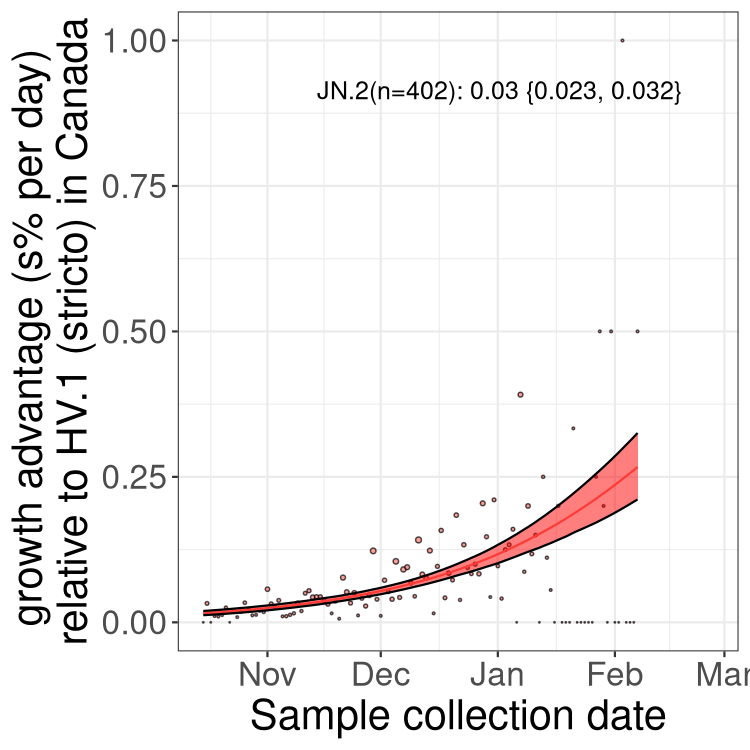 growth advantage (s% per day)
relative to HV.1 (stricto) in Canada
1.00
0.75
0.50
0.25
0.00
JN.2(n=402): 0.03 {0.023, 0.032}
Nov Dec Jan Feb Mar
Sample collection date